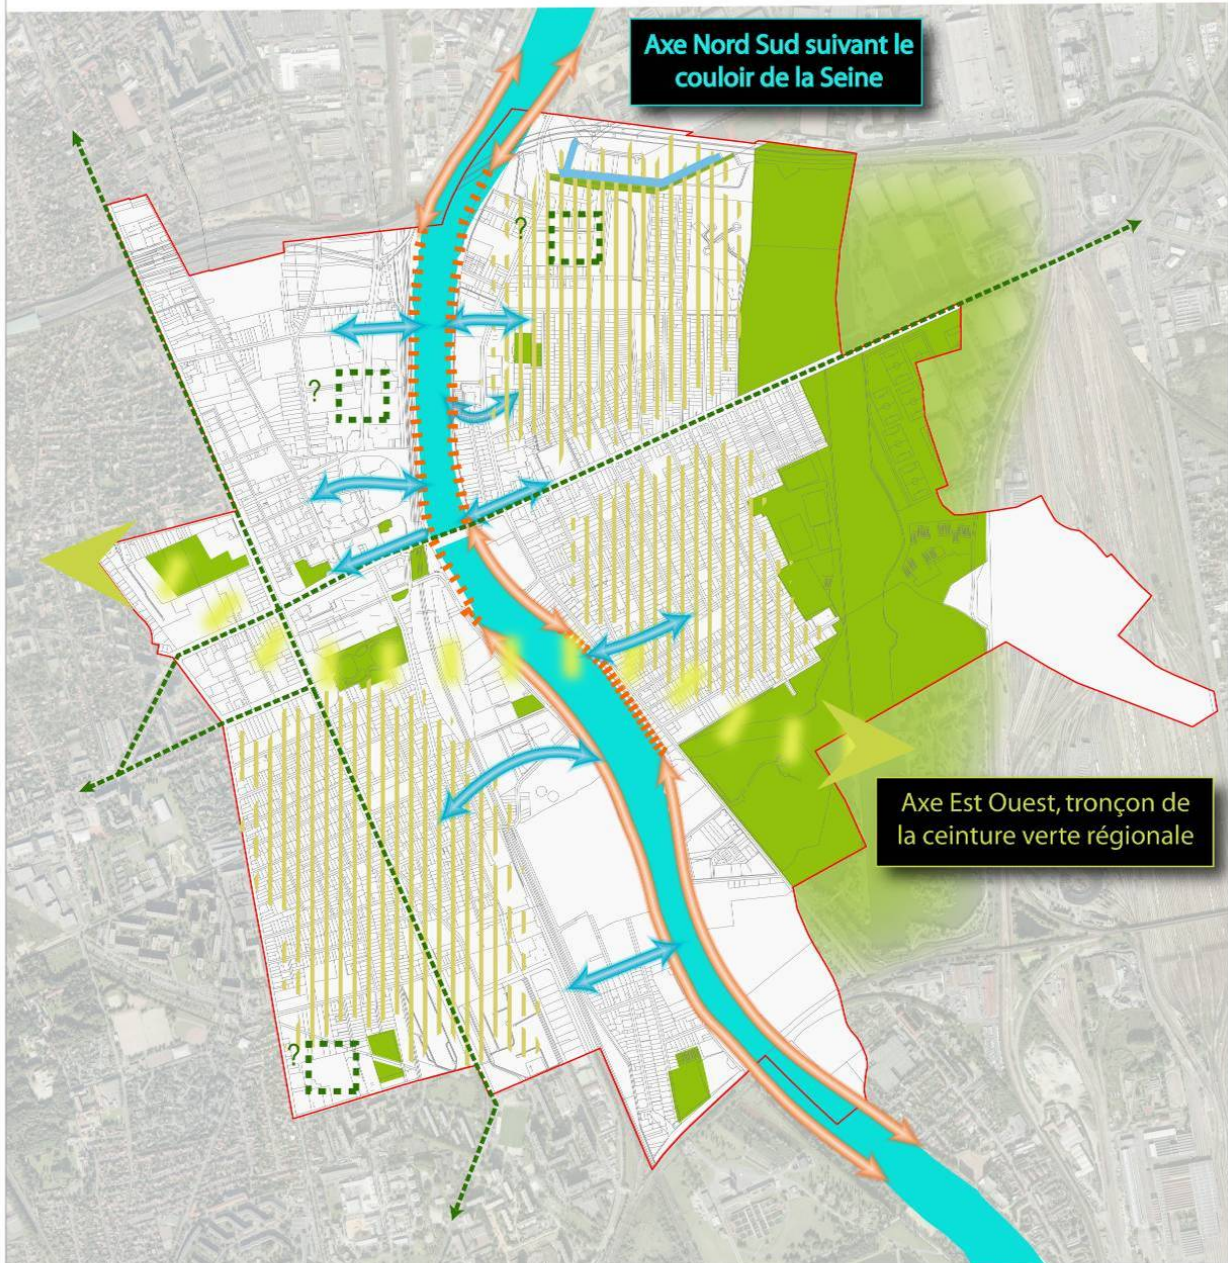 Axe Nord Sud suivant le
couloir de la Seine
?
?
Axe Est Ouest, tronçon de
la ceinture verte régionale
?